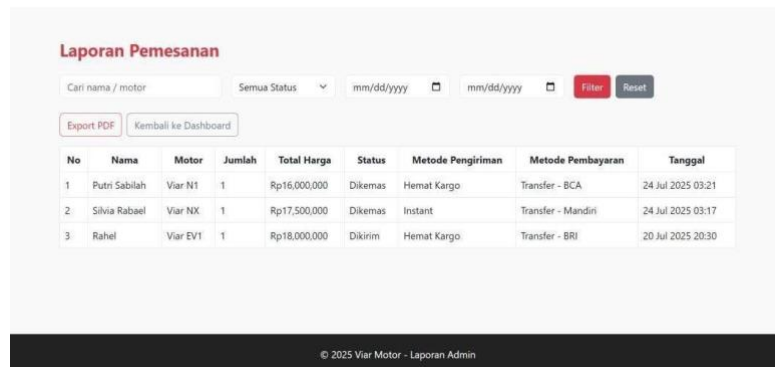 Laporan Pemesanan
Cari nama / motor Semua Status mm/dd/yyyy mm/dd/yyyy Filter Reset
Export PDF Kembali ke Dashboard
No Nama Motor Jumlah Total Harga Status Metode Pengiriman Metode Pembayaran Tanggal
1 Putri Sabilah Viar N1 1 Rp16,000,000 Dikemas Hemat Kargo Transfer - BCA 24 Jul 2025 03:21
2 Silvia Rabael Viar NX 1 Rp17,500,000 Dikemas Instant Transfer - Mandiri 24 Jul 2025 03:17
3 Rahel Viar EV1 1 Rp18,000,000 Dikirim Hemat Kargo Transfer - BRI 20 Jul 2025 20:30
© 2025 Viar Motor - Laporan Admin